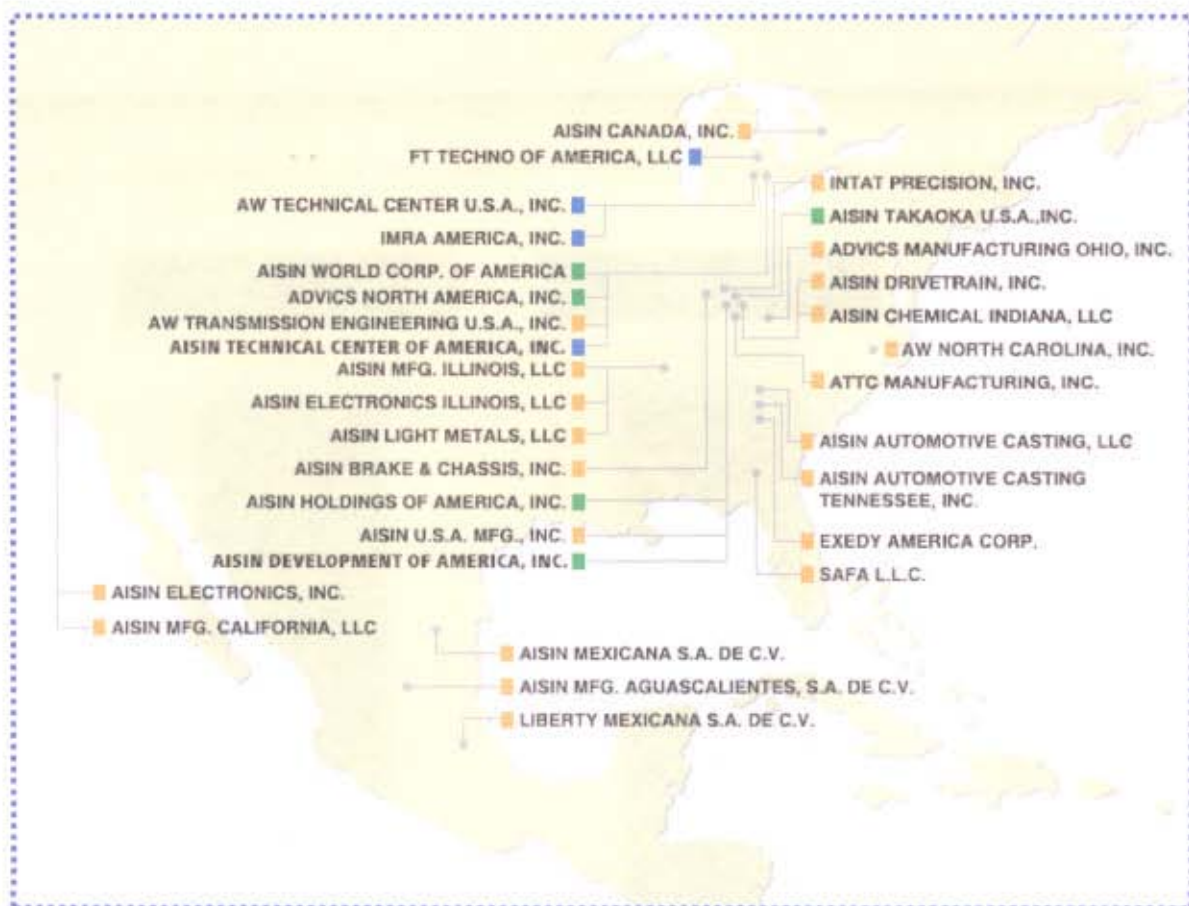 AISIN CANADA, INC.
FT TECHNO OF AMERICA, LLC
AW TECHNICAL CENTER U.S.A., INC.
IMRA AMERICA, INC.
AISIN WORLD CORP. OF AMERICA
ADVICS NORTH AMERICA, INC.
AW TRANSMISSION ENGINEERING U.S.A., INC.
AISIN TECHNICAL CENTER OF AMERICA, INC.
AISIN MFG. ILLINOIS, LLC
AISIN ELECTRONICS ILLINOIS, LLC
AISIN LIGHT METALS, LLC
AISIN BRAKE & CHASSIS, INC.
AISIN HOLDINGS OF AMERICA, INC.
AISIN U.S.A. MFG., INC.
AISIN DEVELOPMENT OF AMERICA, INC.
AISIN ELECTRONICS, INC.
AISIN MFG. CALIFORNIA, LLC
INTAT PRECISION, INC.
AISIN TAKAOKA U.S.A.,INC.
ADVICS MANUFACTURING OHIO, INC.
AISIN DRIVETRAIN, INC.
AISIN CHEMICAL INDIANA, LLC
AW NORTH CAROLINA, INC.
ATTC MANUFACTURING, INC.
AISIN AUTOMOTIVE CASTING, LLC
AISIN AUTOMOTIVE CASTING
TENNESSEE, INC.
EXEDY AMERICA CORP.
SAFA L.L.C.
AISIN MEXICANA S.A. DE C.V.
AISIN MFG. AGUASCALIENTES, S.A. DE C.V.
LIBERTY MEXICANA S.A. DE C.V.